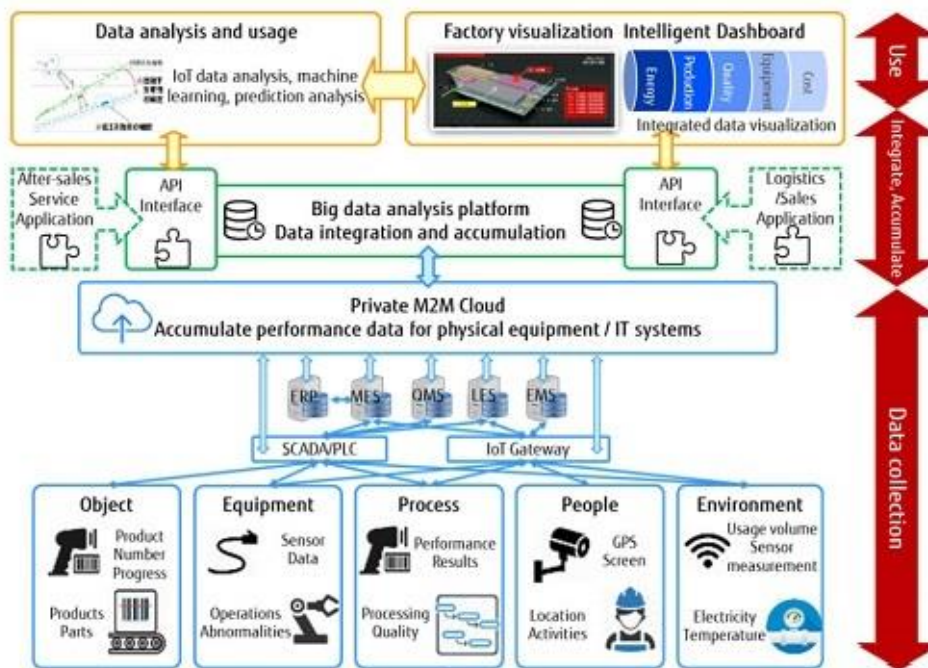 Data analysis and usage
IoT data analysis, machine
learning, prediction analysis
Factory visualization Intelligent Dashboard
Energy
Production
Quality
Equipment
Cost
Integrated data visualization
Use
After-sales
Service
Application
API
Interface
Big data analysis platform
Data integration and accumulation
API
Interface
Logistics
/Sales
Application
Integrate, Accumulate
Private M2M Cloud
Accumulate performance data for physical equipment / IT systems
ERP
MES
QMS
LES
EMS
SCADA/PLC
IoT Gateway
Data collection
Object
Product
Number
Progress
Products
Parts
Equipment
Sensor
Data
Operations
Abnormalities
Process
Performance
Results
Processing
Quality
People
GPS
Screen
Location
Activities
Environment
Usage volume
Sensor
measurement
Electricity
Temperature